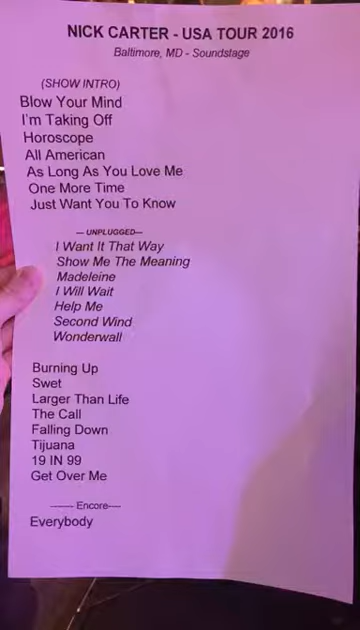 NICK CARTER - USA TOUR 2016
Baltimore, MD - Soundstage
(SHOW INTRO)
Blow Your Mind
I'm Taking Off
Horoscope
All American
As Long As You Love Me
One More Time
Just Want You To Know
— UNPLUGGED—
I Want It That Way
Show Me The Meaning
Madeleine
I Will Wait
Help Me
Second Wind
Wonderwall
Burning Up
Swet
Larger Than Life
The Call
Falling Down
Tijuana
19 IN 99
Get Over Me
------- Encore----
Everybody